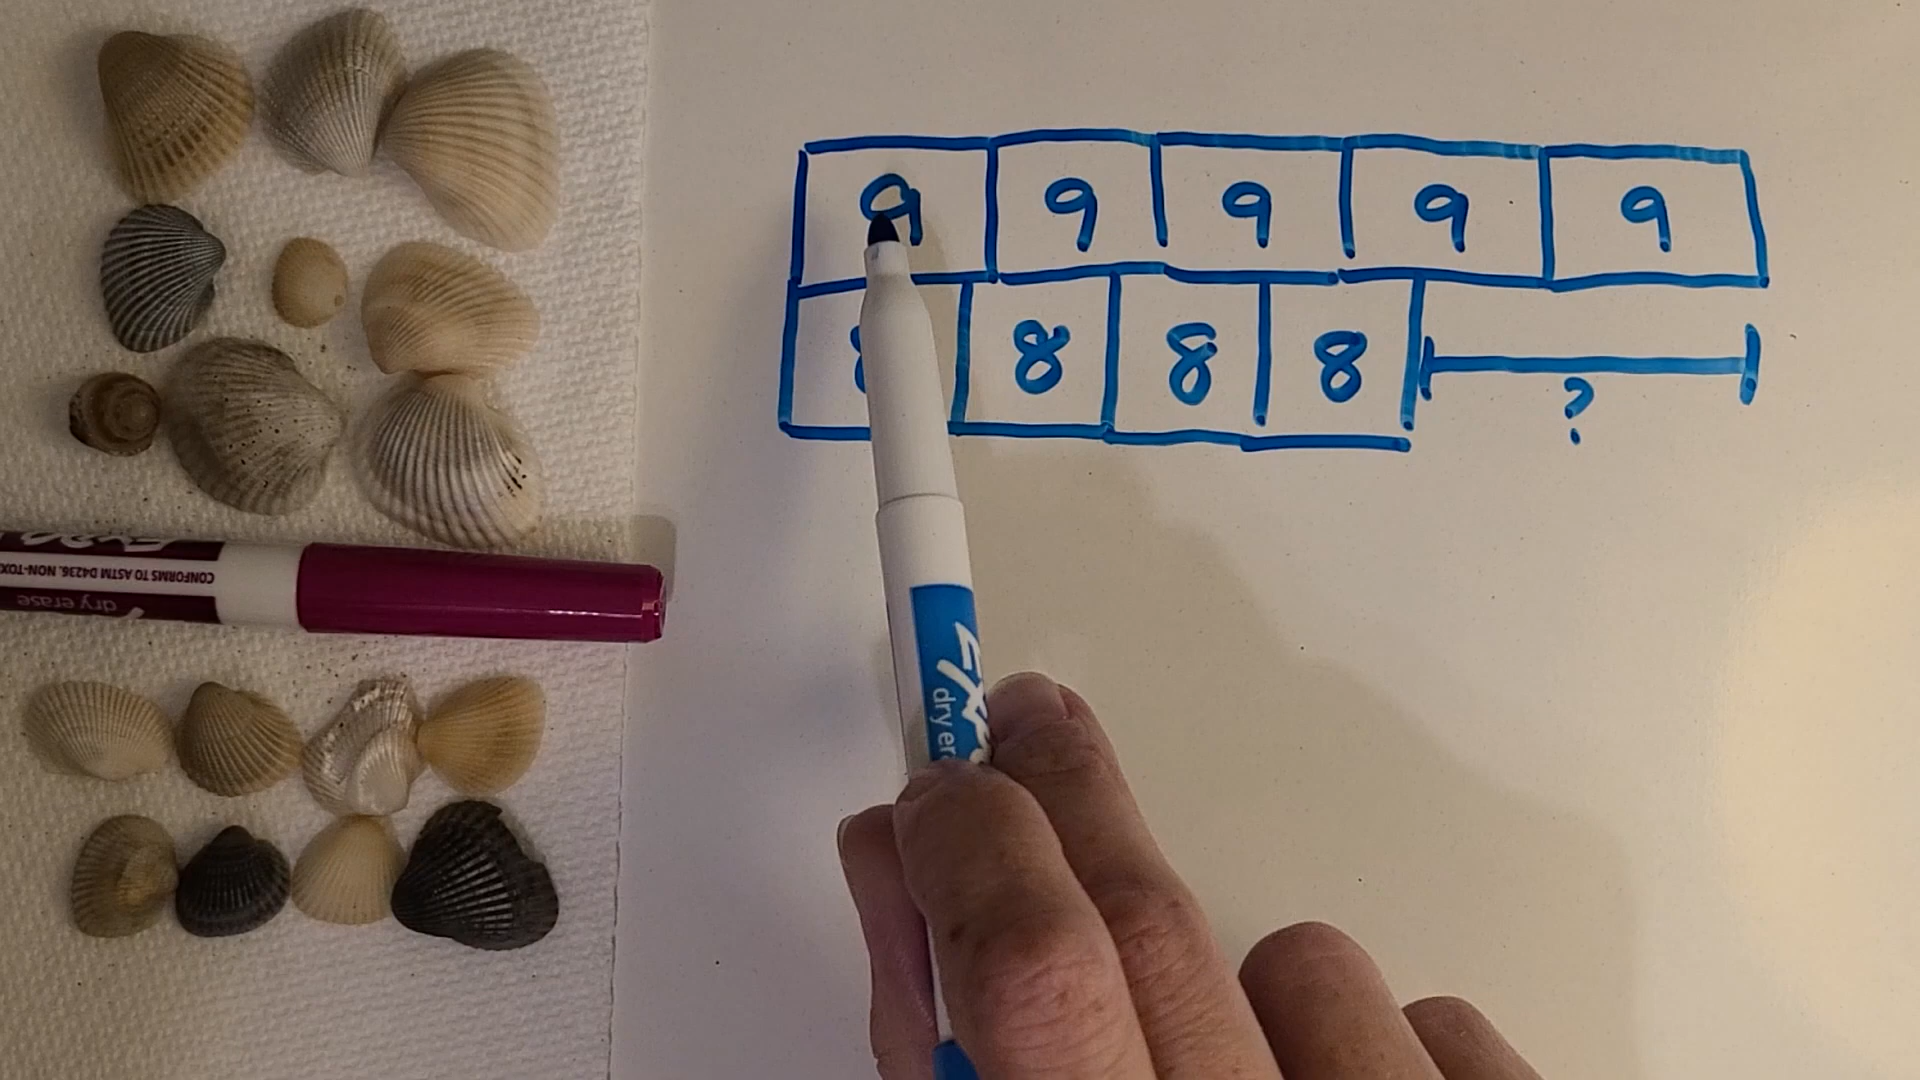 9 9 9 9 9
8 8 8
?
CONFORMS TO ASTM D4236. NON-TOX
dry erase